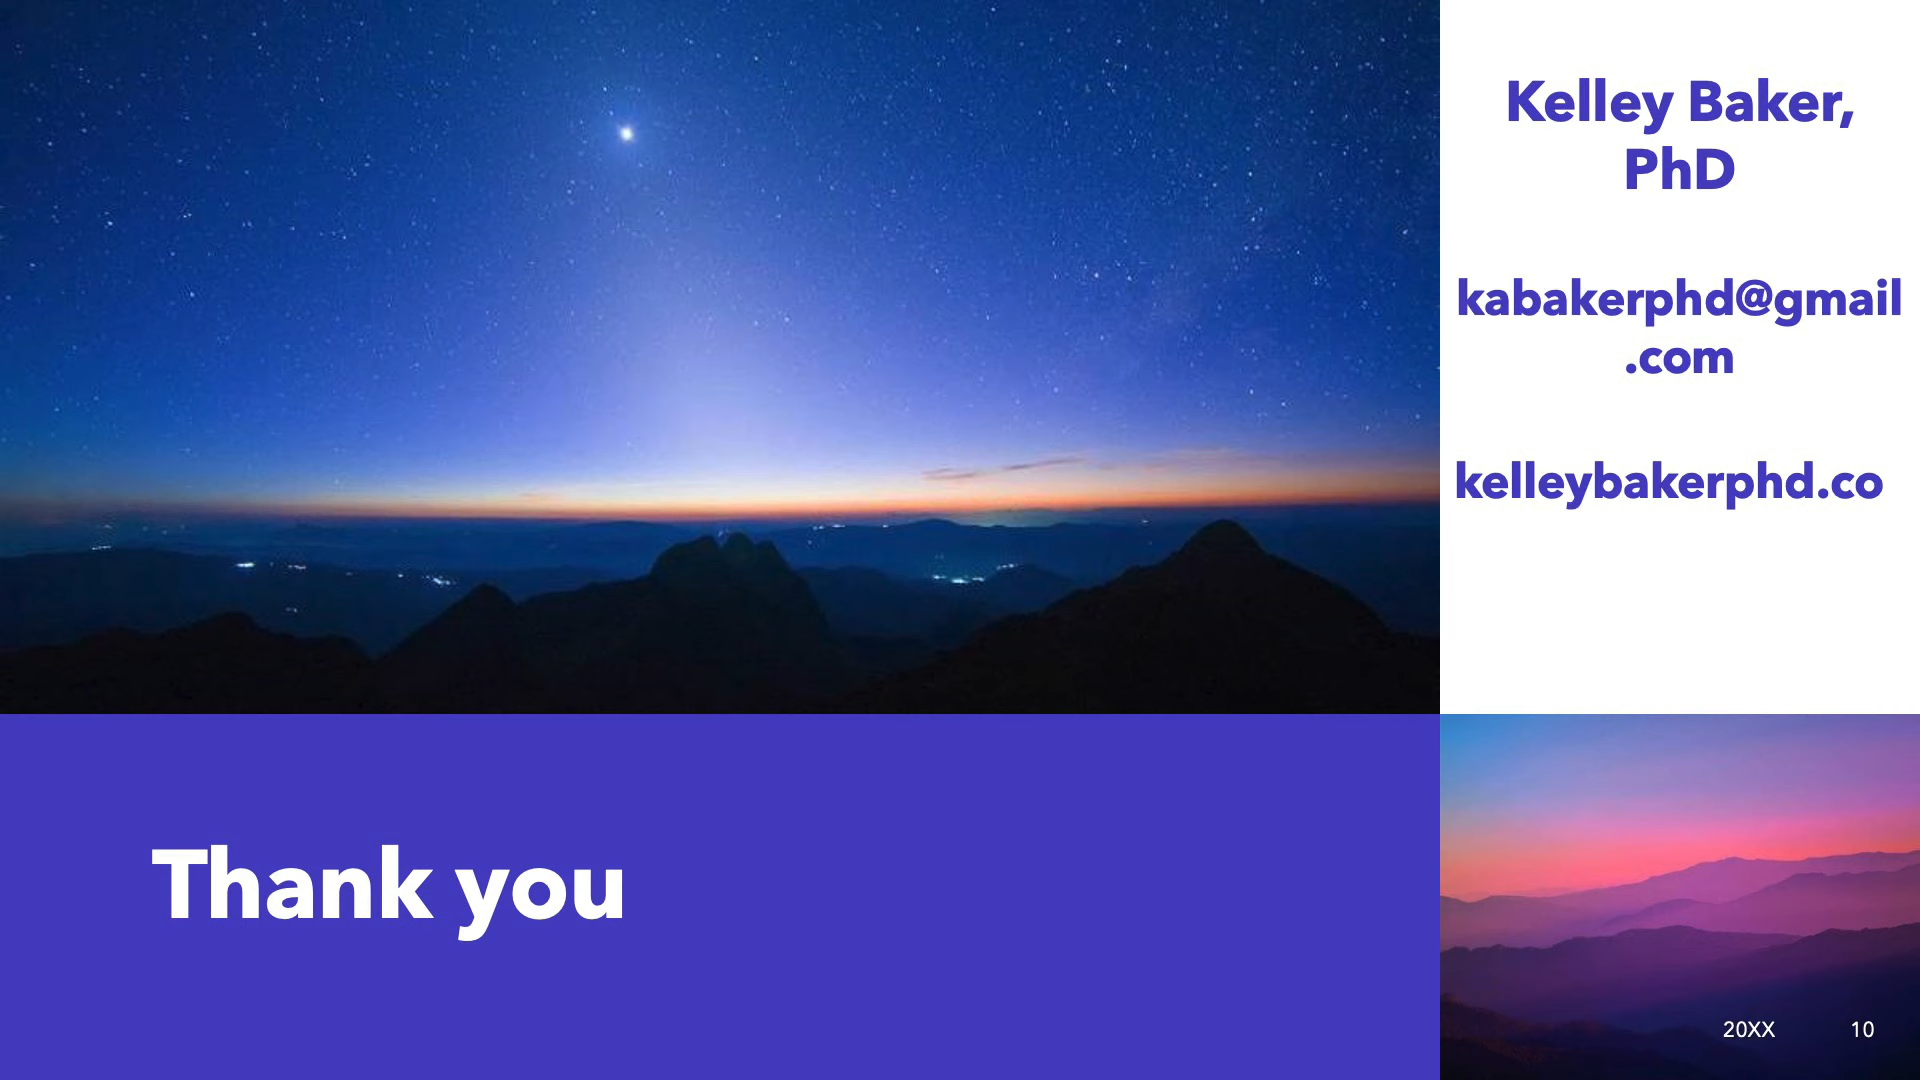 Kelley Baker,
PhD
kabakerphd@gmail
.com
kelleybakerphd.co
Thank you
20XX
10